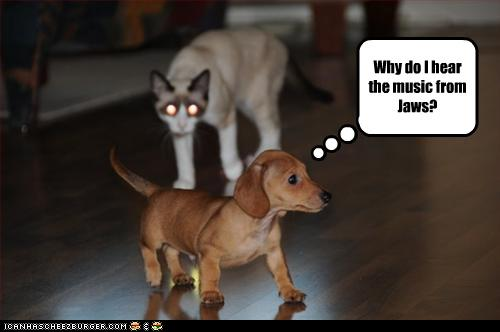 Why do I hear
the music from
Jaws?
ICANHASCHEEZBURGER.COM